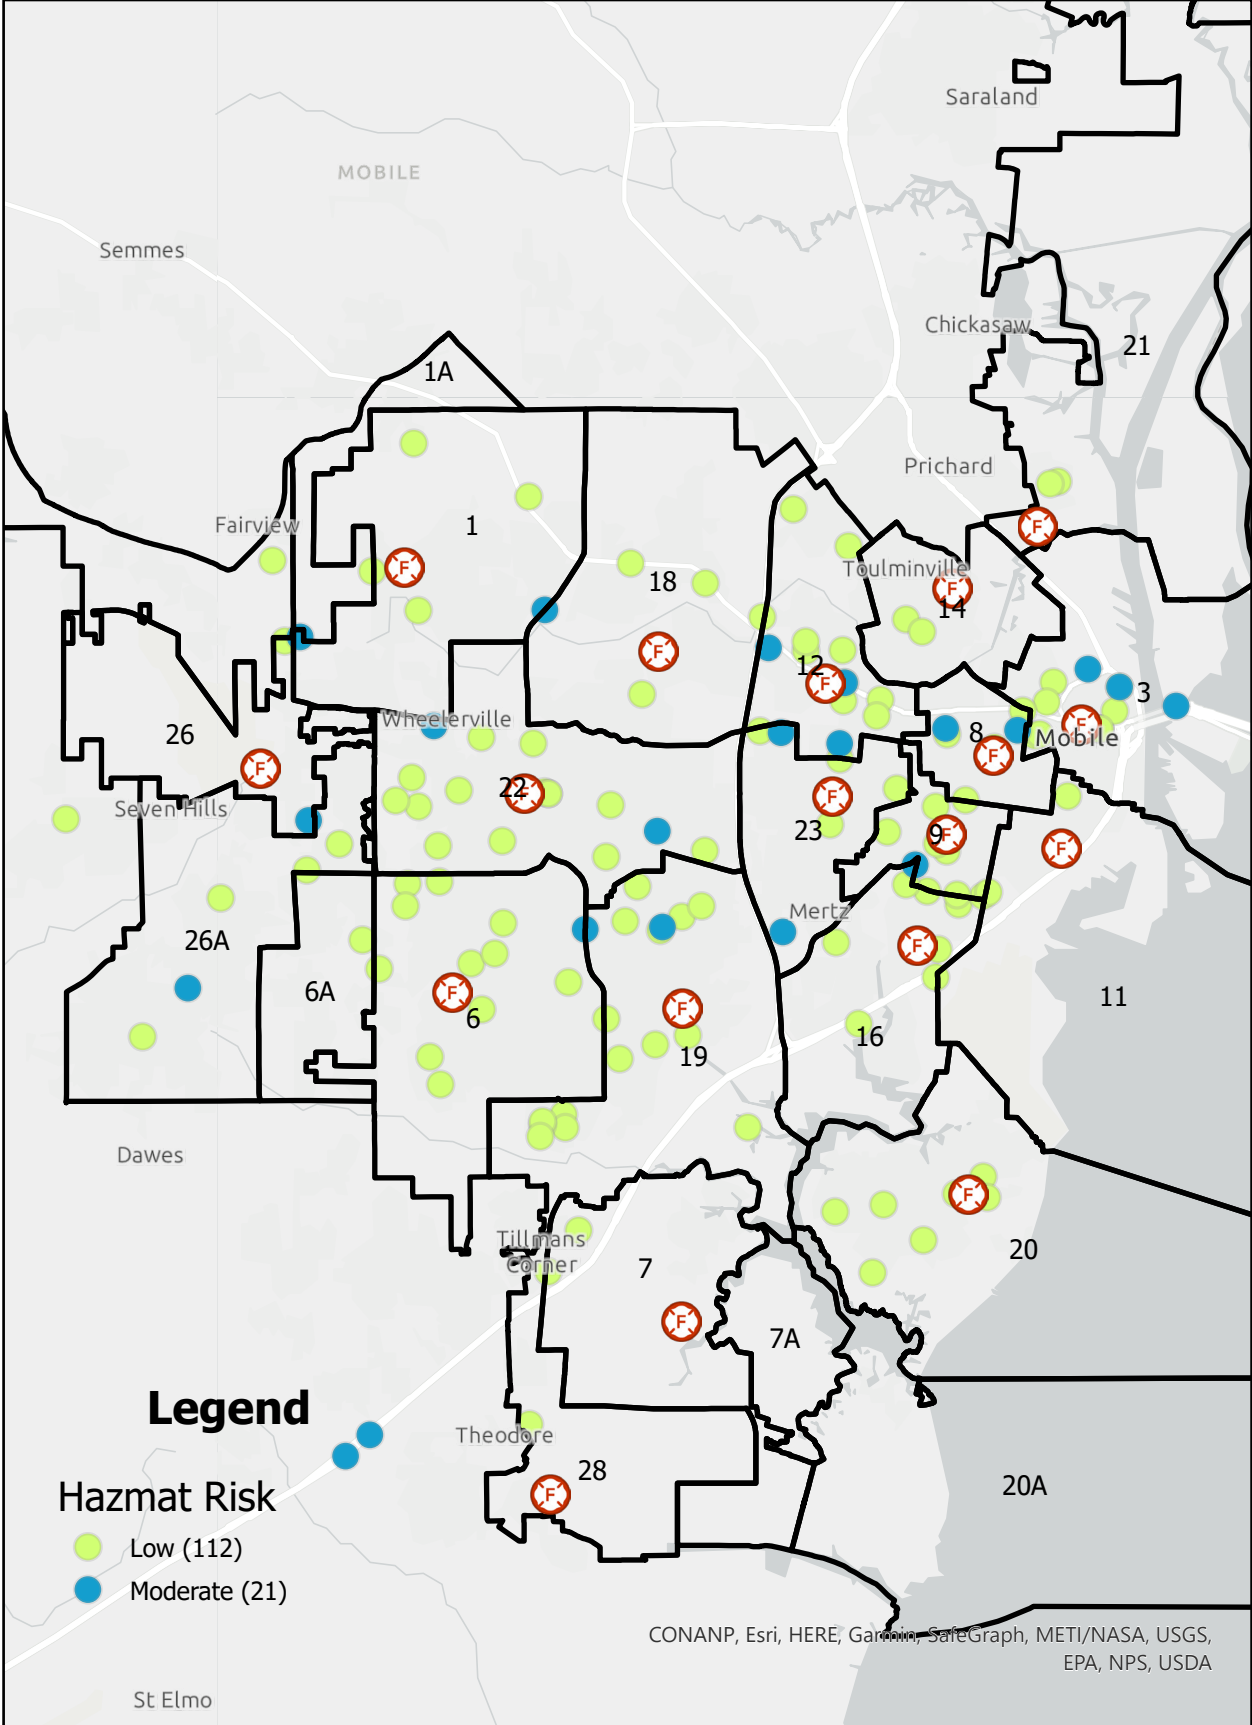 Saraland
MOBILE
Semmes
Chickasaw
21
1A
Prichard
Fairview
1
F
F
Toulminville
18
F
14
F
12
F
3
26
Wheelerville
8
F
Mobile
F
F
22
F
F
Seven Hills
23
9
F
F
Mertz
26A
F
6A
6
F
11
F
16
19
Dawes
F
Tillmans
Corner
7
20
F
7A
Legend
Theodore
28
20A
F
Hazmat Risk
Low (112)
Moderate (21)
CONANP, Esri, HERE, Garmin, SafeGraph, METI/NASA, USGS,
EPA, NPS, USDA
St Elmo